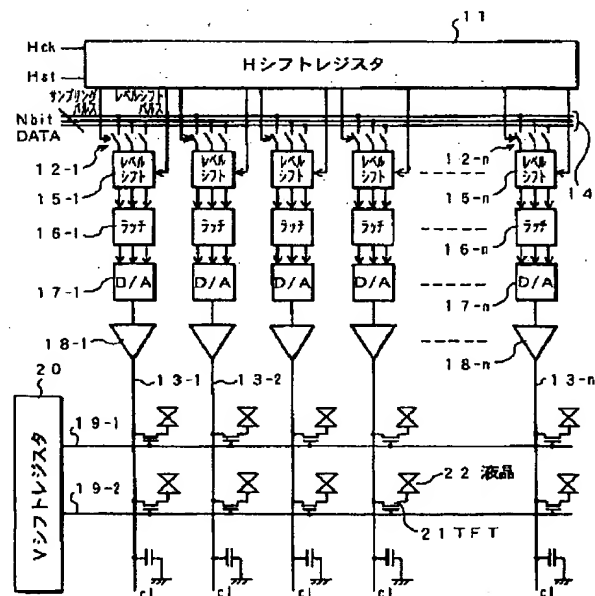 11
Hck
Hシフトレジスタ
Hst
サンプリングパルス
レベルシフトパルス
Nbit
DATA
12-1
12-n
14
レベルシフト
レベルシフト
レベルシフト
レベルシフト
レベルシフト
15-1
15-n
ラッチ
ラッチ
ラッチ
ラッチ
ラッチ
16-1
16-n
D/A
D/A
D/A
D/A
D/A
17-1
17-n
18-1
18-n
20
13-1
13-2
13-n
19-1
Vシフトレジスタ
19-2
22 液晶
21 TFT
cl
cl
cl
cl
cl